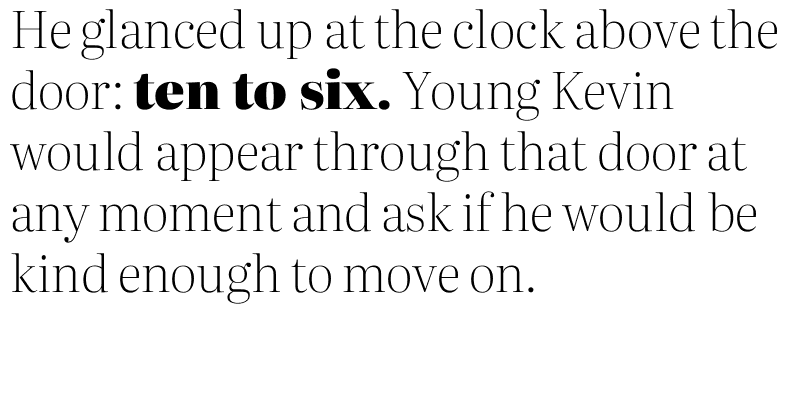 He glanced up at the clock above the
door: ten to six. Young Kevin
would appear through that door at
any moment and ask if he would be
kind enough to move on.